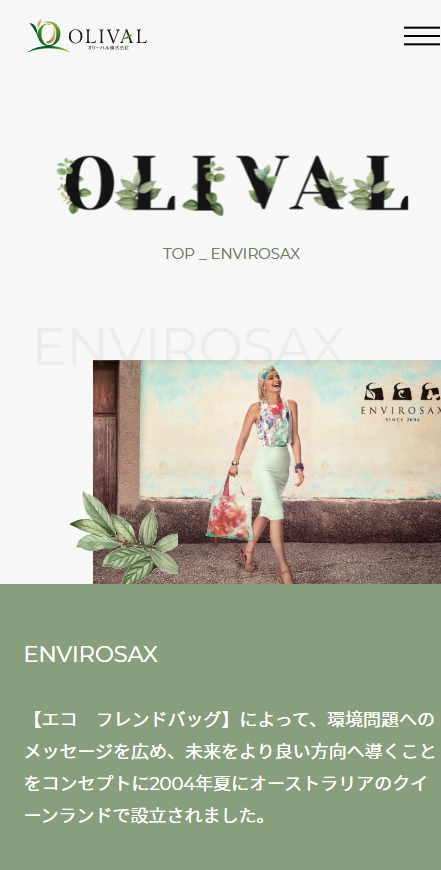 OLIVAL
オリーバル株式会社
OLIVAL
TOP _ ENVIROSAX
ENVIROSAX
ENVIROSAX
SINCE 2004
ENVIROSAX
【エコ　フレンドバッグ】によって、環境問題への
メッセージを広め、未来をより良い方向へ導くこと
をコンセプトに2004年夏にオーストラリアのクイ
ーンランドで設立されました。